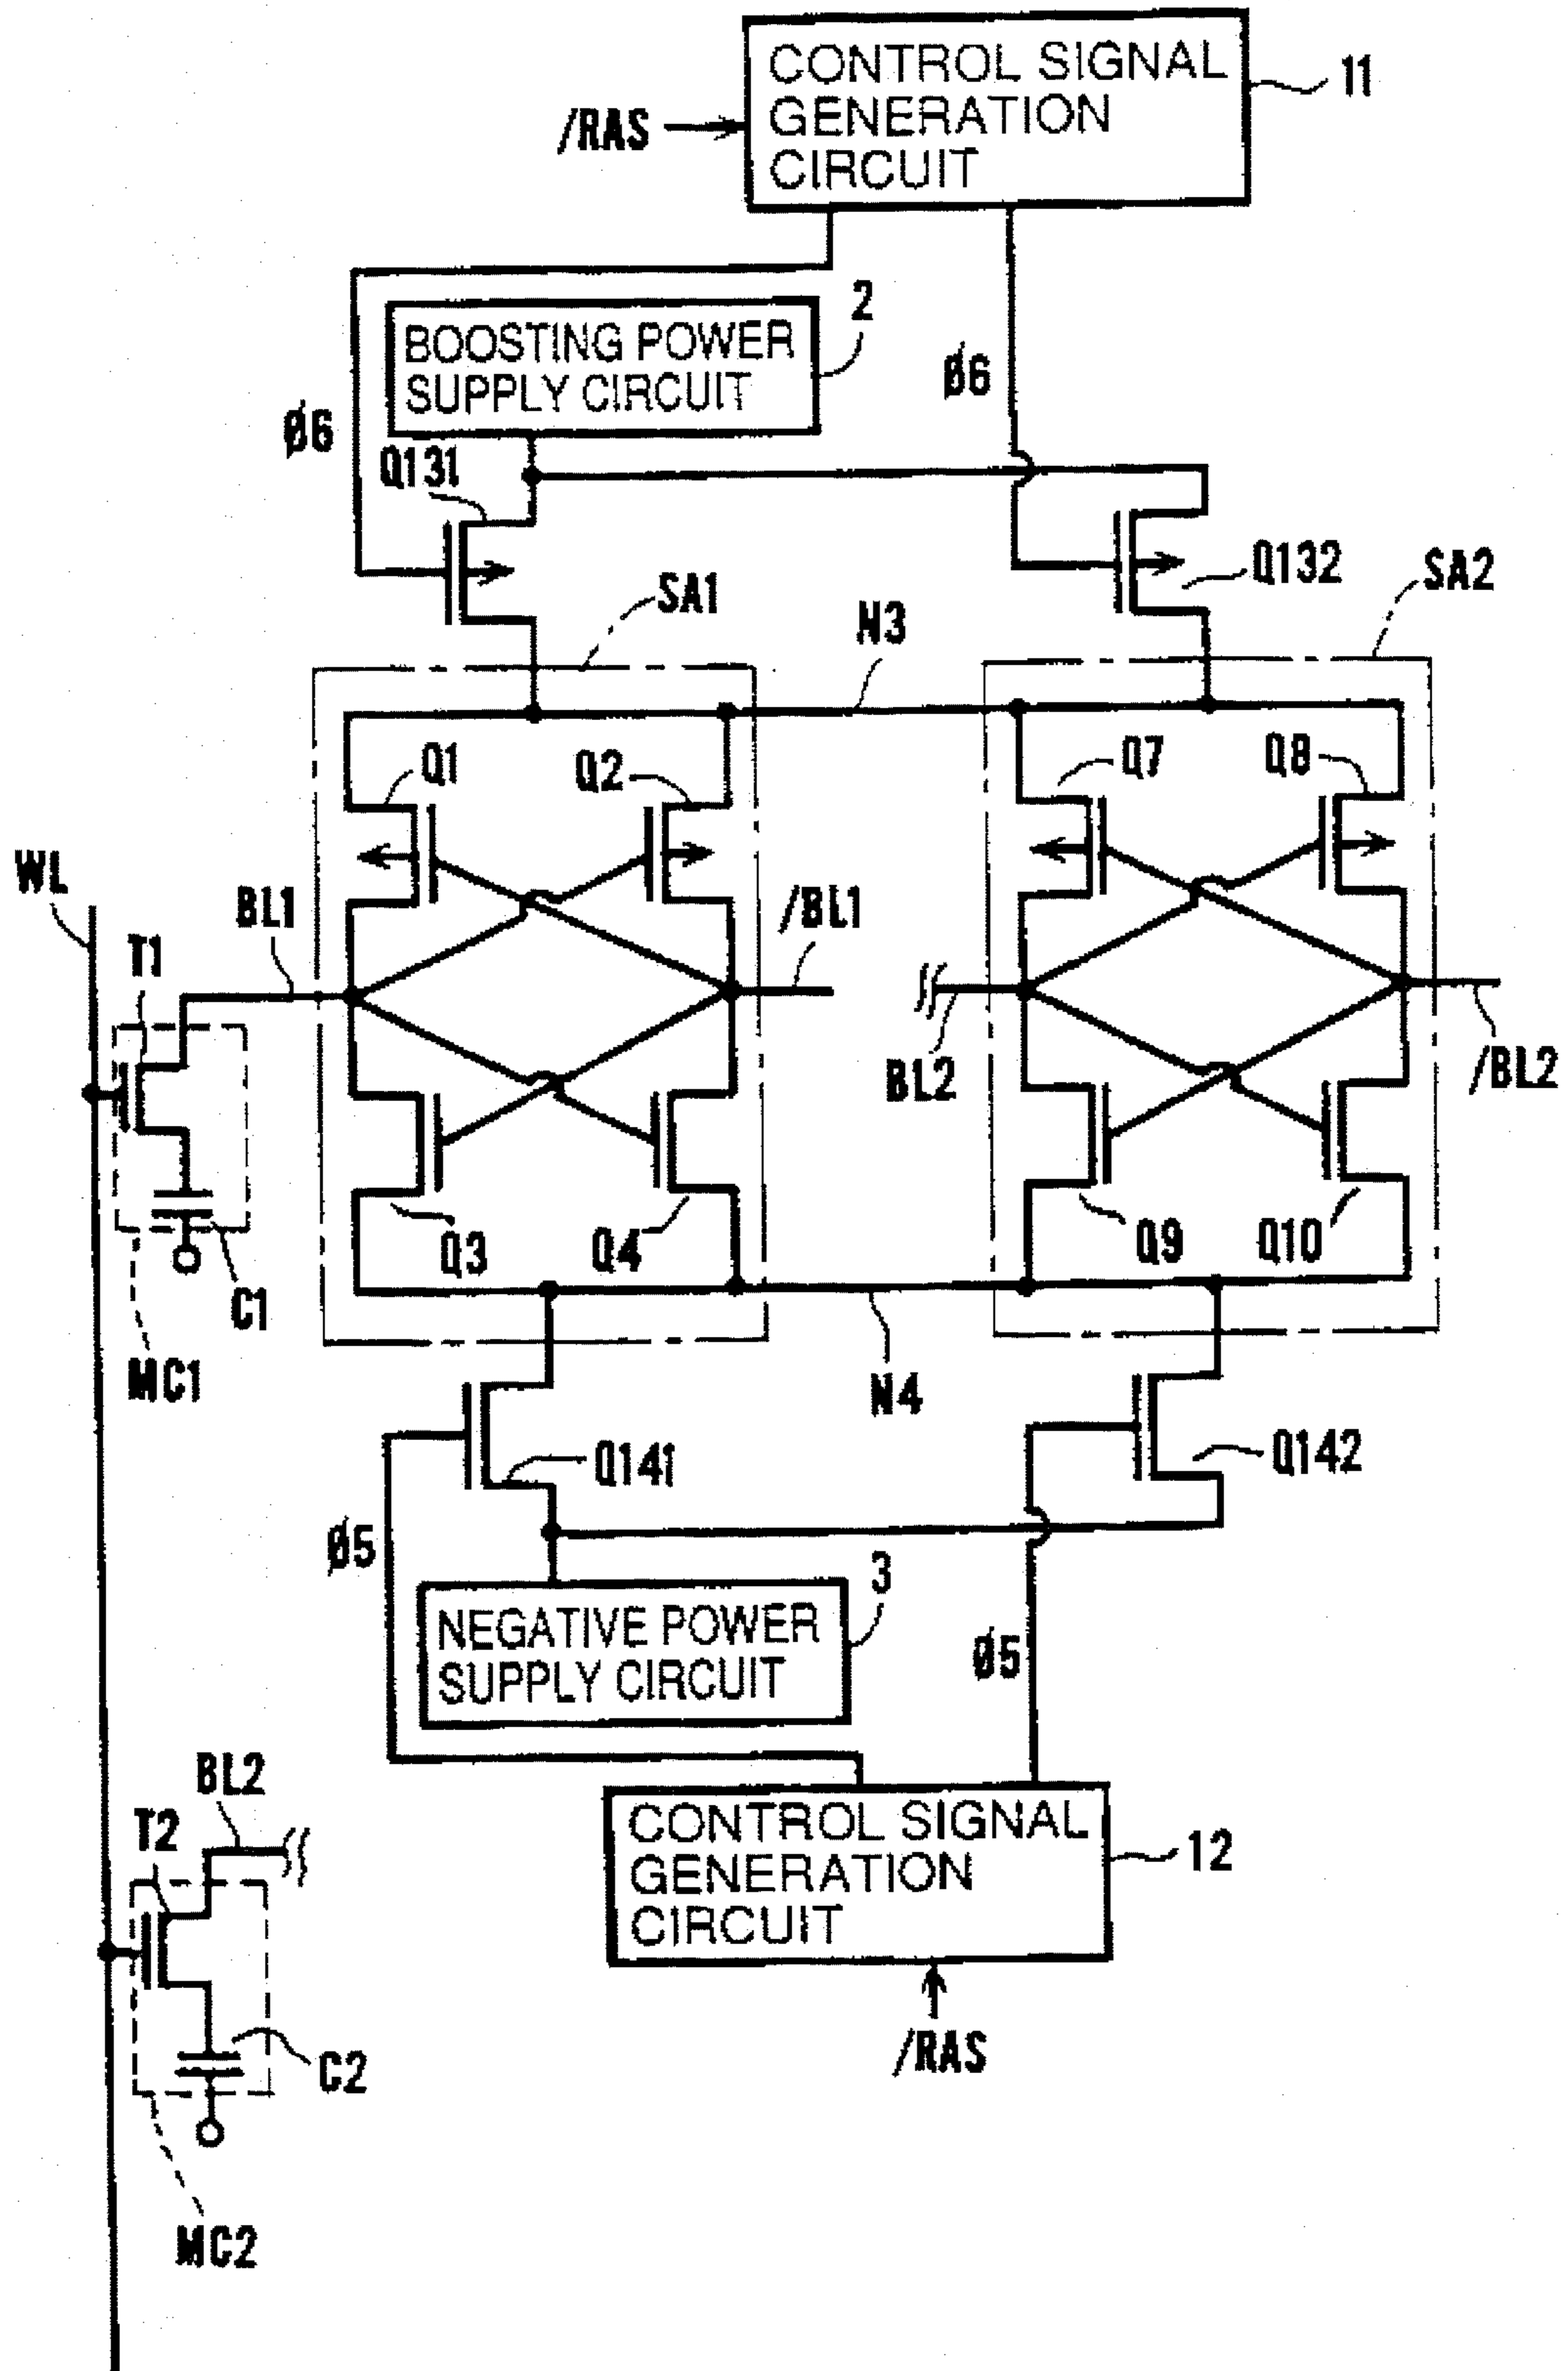 CONTROL SIGNAL
GENERATION
CIRCUIT
11
/RAS
2
BOOSTING POWER
SUPPLY CIRCUIT
Ø6
Ø6
Q131
Q132
SA1
SA2
N3
Q1
Q2
Q7
Q8
WL
BL1
/BL1
T1
BL2
/BL2
Q3
Q4
Q9
Q10
C1
MC1
N4
Q141
Q142
Ø5
3
NEGATIVE POWER
SUPPLY CIRCUIT
Ø5
BL2
T2
CONTROL SIGNAL
GENERATION
CIRCUIT
12
/RAS
C2
MC2